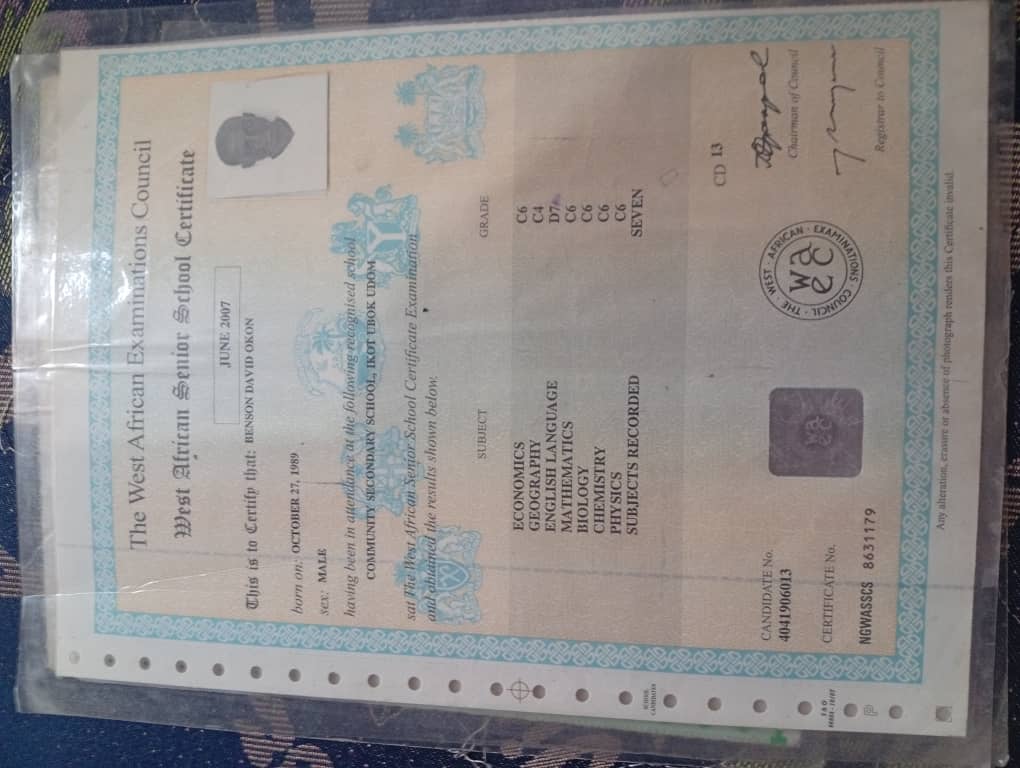 The West African Examinations Council
West African Senior School Certificate
JUNE 2007
This is to Certify that: BENSON DAVID OKON
born on: OCTOBER 27, 1989
sex: MALE
having been in attendance at the following recognised school
COMMUNITY SECONDARY SCHOOL, IKOT UBOK UDOM
sat The West African Senior School Certificate Examination
and obtained the results shown below.
SUBJECT GRADE
ECONOMICS C6
GEOGRAPHY C4
ENGLISH LANGUAGE D7
MATHEMATICS C6
BIOLOGY C6
CHEMISTRY C6
PHYSICS C6
SUBJECTS RECORDED SEVEN
CD 13
CANDIDATE No.
4041906013
Chairman of Council
THE · WEST · AFRICAN · EXAMINATIONS COUNCIL
waec
waec
CERTIFICATE No.
NGWASSCS 8631179
Registrar to Council
Any alteration, erasure or absence of photograph renders this Certificate invalid.
SCHOOL
CANDIDATES